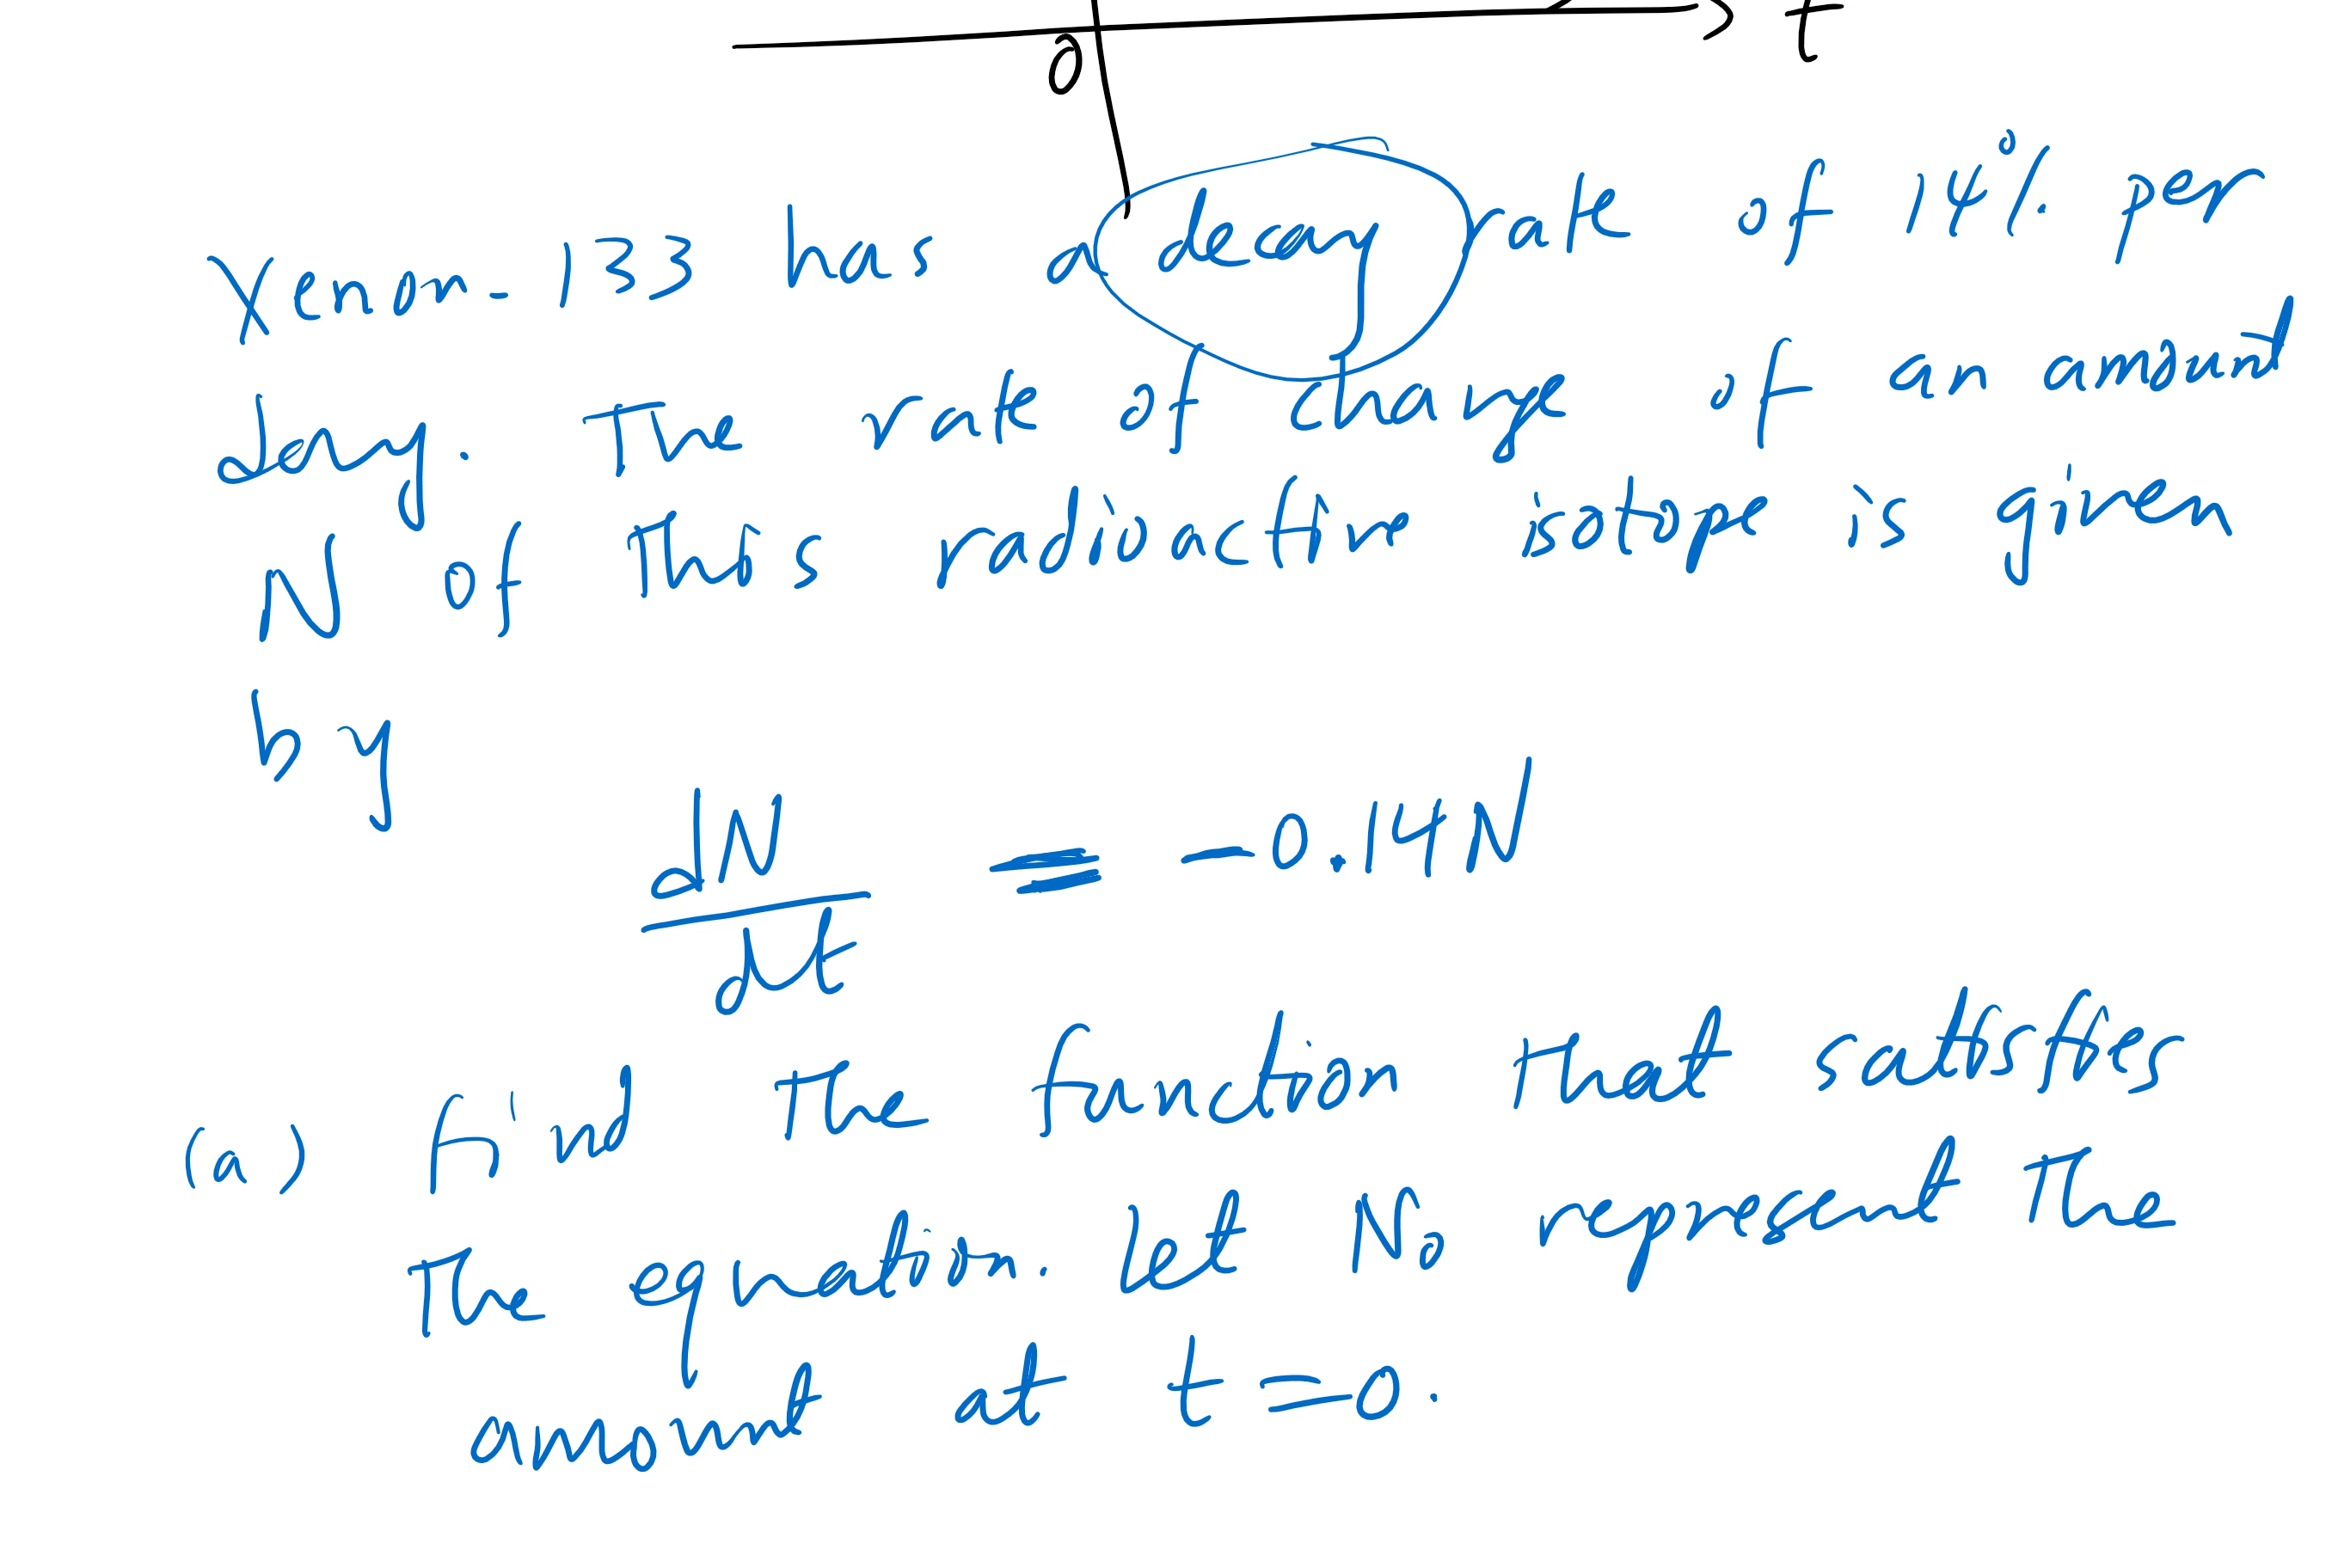 0 t
Xenon-133 has a decay rate of 14% per
day. The rate of change of an amount
N of this radioactive isotope is given
by
dN/dt = -0.14N
(a) find the function that satisfies
the equation. Let N₀ represent the
amount at t = 0.